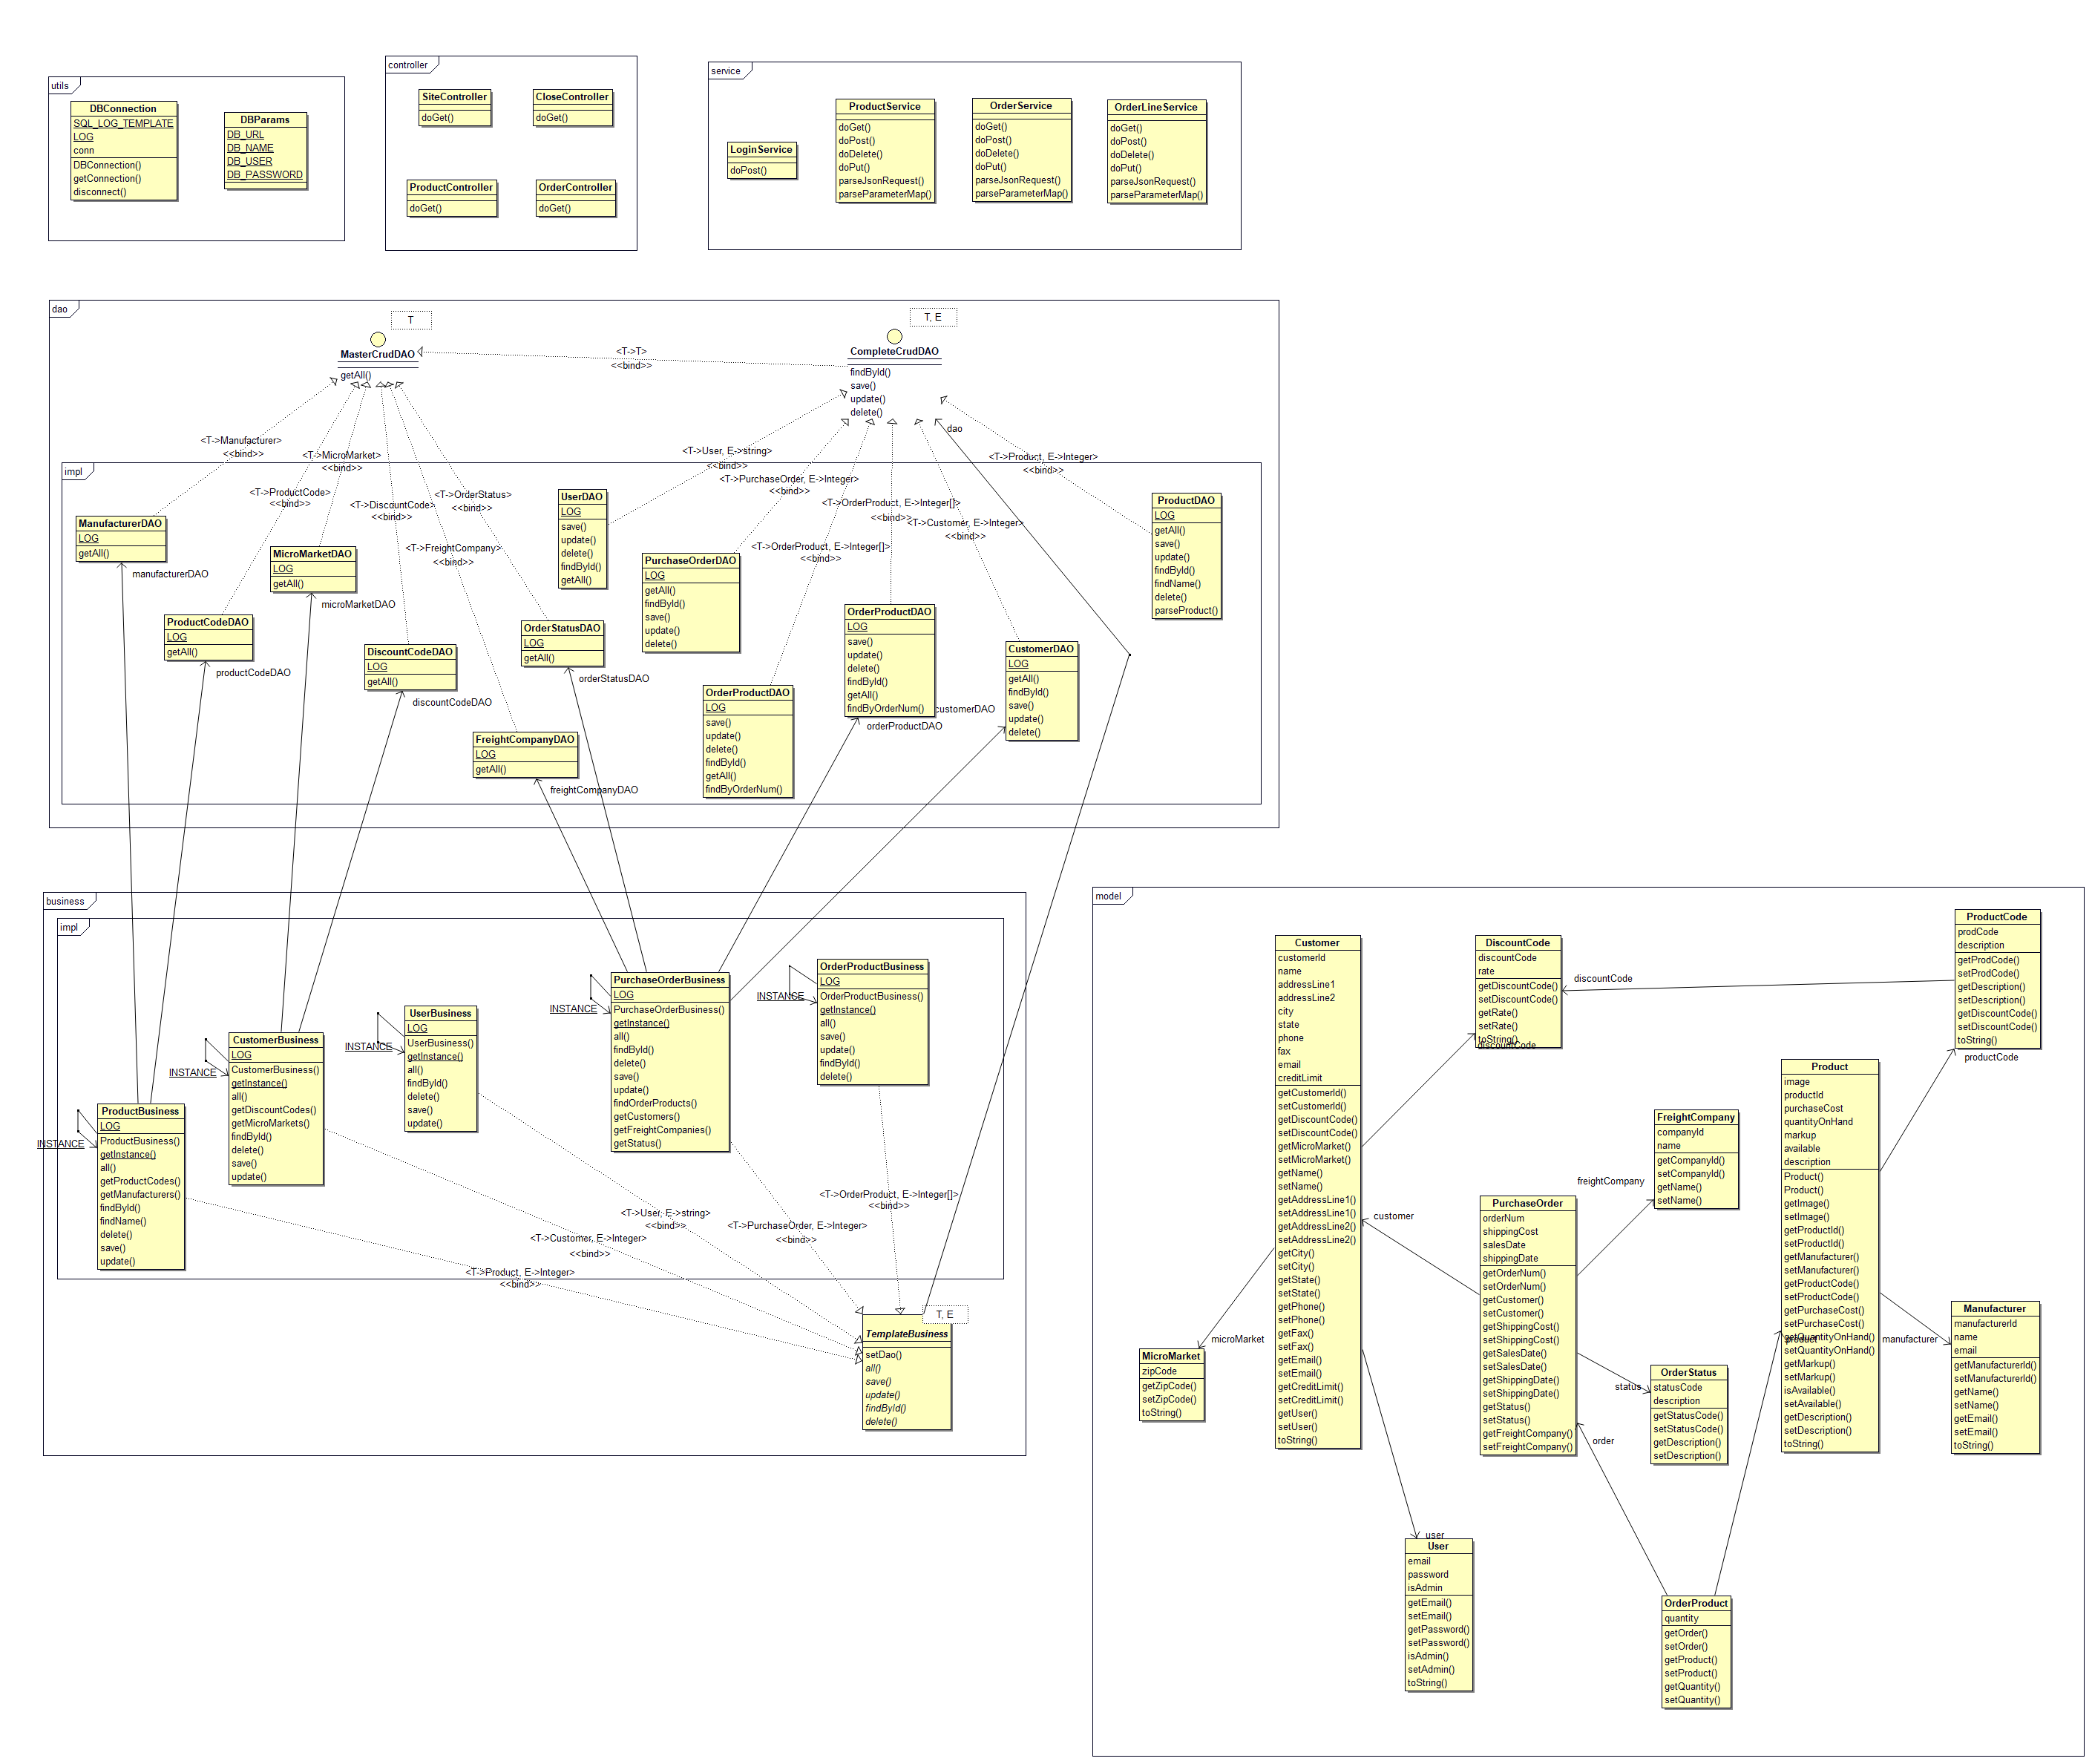 utils
DBConnection
SQL_LOG_TEMPLATE
LOG
conn
DBConnection()
getConnection()
disconnect()
DBParams
DB_URL
DB_NAME
DB_USER
DB_PASSWORD
controller
SiteController
doGet()
CloseController
doGet()
ProductController
doGet()
OrderController
doGet()
service
LoginService
doPost()
ProductService
doGet()
doPost()
doDelete()
doPut()
parseJsonRequest()
parseParameterMap()
OrderService
doGet()
doPost()
doDelete()
doPut()
parseJsonRequest()
parseParameterMap()
OrderLineService
doGet()
doPost()
doDelete()
doPut()
parseJsonRequest()
parseParameterMap()
dao
T
MasterCrudDAO
getAll()
<T->T>
<<bind>>
T, E
CompleteCrudDAO
findById()
save()
update()
delete()
dao
<T->Manufacturer>
<<bind>>
<T->MicroMarket>
<<bind>>
<T->ProductCode>
<<bind>>
<T->DiscountCode>
<<bind>>
<T->OrderStatus>
<<bind>>
<T->FreightCompany>
<<bind>>
<T->User, E->string>
<<bind>>
<T->PurchaseOrder, E->Integer>
<<bind>>
<T->OrderProduct, E->Integer[]>
<<bind>>
<T->OrderProduct, E->Integer[]>
<<bind>>
<T->Customer, E->Integer>
<<bind>>
<T->Product, E->Integer>
<<bind>>
impl
ManufacturerDAO
LOG
getAll()
manufacturerDAO
MicroMarketDAO
LOG
getAll()
microMarketDAO
ProductCodeDAO
LOG
getAll()
productCodeDAO
DiscountCodeDAO
LOG
getAll()
discountCodeDAO
OrderStatusDAO
LOG
getAll()
orderStatusDAO
FreightCompanyDAO
LOG
getAll()
freightCompanyDAO
UserDAO
LOG
save()
update()
delete()
findById()
getAll()
PurchaseOrderDAO
LOG
getAll()
findById()
save()
update()
delete()
OrderProductDAO
LOG
save()
update()
delete()
findById()
getAll()
findByOrderNum()
OrderProductDAO
LOG
save()
update()
delete()
findById()
getAll()
findByOrderNum()
orderProductDAO
customerDAO
CustomerDAO
LOG
getAll()
findById()
save()
update()
delete()
ProductDAO
LOG
getAll()
save()
update()
findById()
findName()
delete()
parseProduct()
business
impl
ProductBusiness
LOG
ProductBusiness()
getInstance()
all()
getProductCodes()
getManufacturers()
findById()
findName()
delete()
save()
update()
INSTANCE
CustomerBusiness
LOG
CustomerBusiness()
getInstance()
all()
getDiscountCodes()
getMicroMarkets()
findById()
delete()
save()
update()
INSTANCE
UserBusiness
LOG
UserBusiness()
getInstance()
all()
findById()
delete()
save()
update()
INSTANCE
PurchaseOrderBusiness
LOG
PurchaseOrderBusiness()
getInstance()
all()
findById()
delete()
save()
update()
findOrderProducts()
getCustomers()
getFreightCompanies()
getStatus()
INSTANCE
OrderProductBusiness
LOG
OrderProductBusiness()
getInstance()
all()
save()
update()
findById()
delete()
INSTANCE
<T->OrderProduct, E->Integer[]>
<<bind>>
<T->User, E->string>
<<bind>>
<T->PurchaseOrder, E->Integer>
<<bind>>
<T->Customer, E->Integer>
<<bind>>
<T->Product, E->Integer>
<<bind>>
T, E
TemplateBusiness
setDao()
all()
save()
update()
findById()
delete()
model
Customer
customerId
name
addressLine1
addressLine2
city
state
phone
fax
email
creditLimit
getCustomerId()
setCustomerId()
getDiscountCode()
setDiscountCode()
getMicroMarket()
setMicroMarket()
getName()
setName()
getAddressLine1()
setAddressLine1()
getAddressLine2()
setAddressLine2()
getCity()
setCity()
getState()
setState()
getPhone()
setPhone()
getFax()
setFax()
getEmail()
setEmail()
getCreditLimit()
setCreditLimit()
getUser()
setUser()
toString()
DiscountCode
discountCode
rate
getDiscountCode()
setDiscountCode()
getRate()
setRate()
toString()
discountCode
discountCode
ProductCode
prodCode
description
getProdCode()
setProdCode()
getDescription()
setDescription()
getDiscountCode()
setDiscountCode()
toString()
productCode
Product
image
productId
purchaseCost
quantityOnHand
markup
available
description
Product()
Product()
getImage()
setImage()
getProductId()
setProductId()
getManufacturer()
setManufacturer()
getProductCode()
setProductCode()
getPurchaseCost()
setPurchaseCost()
getQuantityOnHand()
setQuantityOnHand()
getMarkup()
setMarkup()
isAvailable()
setAvailable()
getDescription()
setDescription()
toString()
product
FreightCompany
companyId
name
getCompanyId()
setCompanyId()
getName()
setName()
freightCompany
PurchaseOrder
orderNum
shippingCost
salesDate
shippingDate
getOrderNum()
setOrderNum()
getCustomer()
setCustomer()
getShippingCost()
setShippingCost()
getSalesDate()
setSalesDate()
getShippingDate()
setShippingDate()
getStatus()
setStatus()
getFreightCompany()
setFreightCompany()
customer
microMarket
MicroMarket
zipCode
getZipCode()
setZipCode()
toString()
manufacturer
Manufacturer
manufacturerId
name
email
getManufacturerId()
setManufacturerId()
getName()
setName()
getEmail()
setEmail()
toString()
status
OrderStatus
statusCode
description
getStatusCode()
setStatusCode()
getDescription()
setDescription()
order
user
User
email
password
isAdmin
getEmail()
setEmail()
getPassword()
setPassword()
isAdmin()
setAdmin()
toString()
OrderProduct
quantity
getOrder()
setOrder()
getProduct()
setProduct()
getQuantity()
setQuantity()